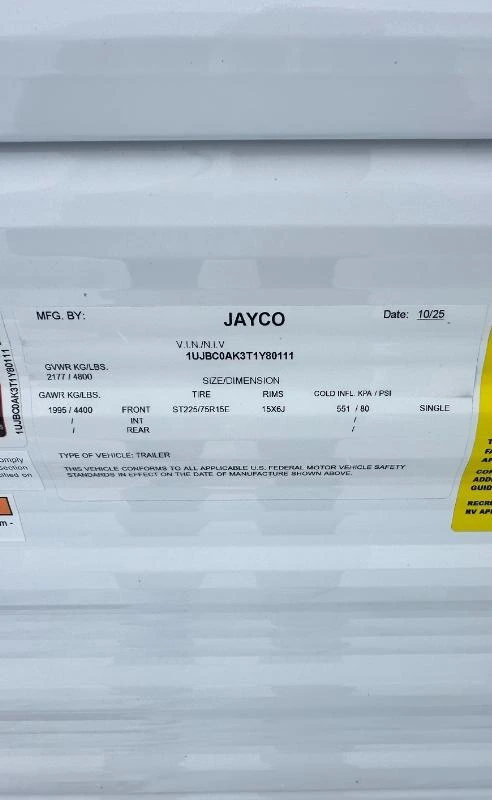 MFG. BY:
JAYCO
Date: 10/25
V.I.N./N.I.V
1UJBC0AK3T1Y80111
GVWR KG/LBS.
2177 / 4800
SIZE/DIMENSION
GAWR KG/LBS. TIRE RIMS COLD INFL. KPA / PSI
1995 / 4400 FRONT ST225/75R15E 15X6J 551 / 80 SINGLE
/ INT /
/ REAR /
TYPE OF VEHICLE: TRAILER
THIS VEHICLE CONFORMS TO ALL APPLICABLE U.S. FEDERAL MOTOR VEHICLE SAFETY
STANDARDS IN EFFECT ON THE DATE OF MANUFACTURE SHOWN ABOVE.
1UJBC0AK3T1Y80111
omply
section
m -
GUID
RECRE
RV AP